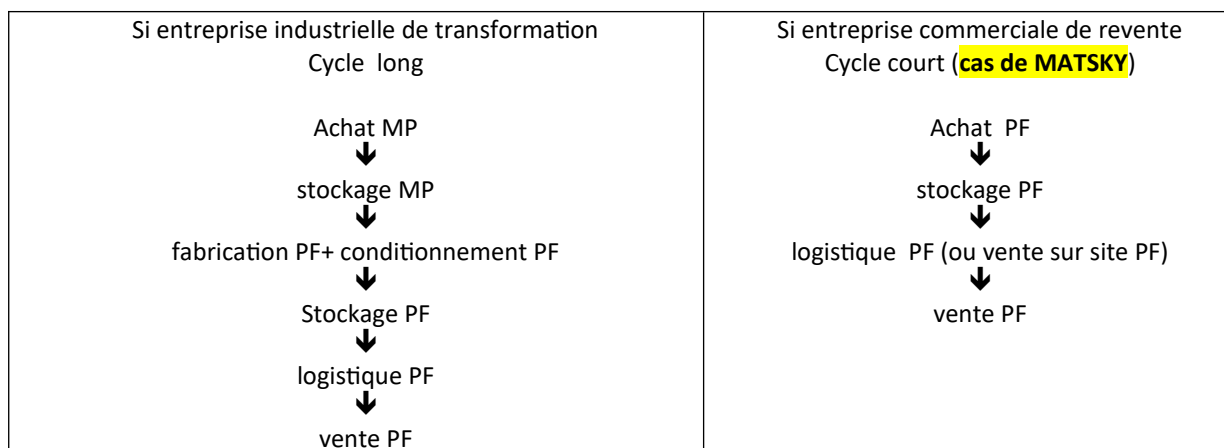 Si entreprise industrielle de transformation
Cycle long
Achat MP
🡳
stockage MP
🡳
fabrication PF+ conditionnement PF
🡳
Stockage PF
🡳
logistique PF
🡳
vente PF
Si entreprise commerciale de revente
Cycle court (cas de MATSKY)
Achat PF
🡳
stockage PF
🡳
logistique PF (ou vente sur site PF)
🡳
vente PF